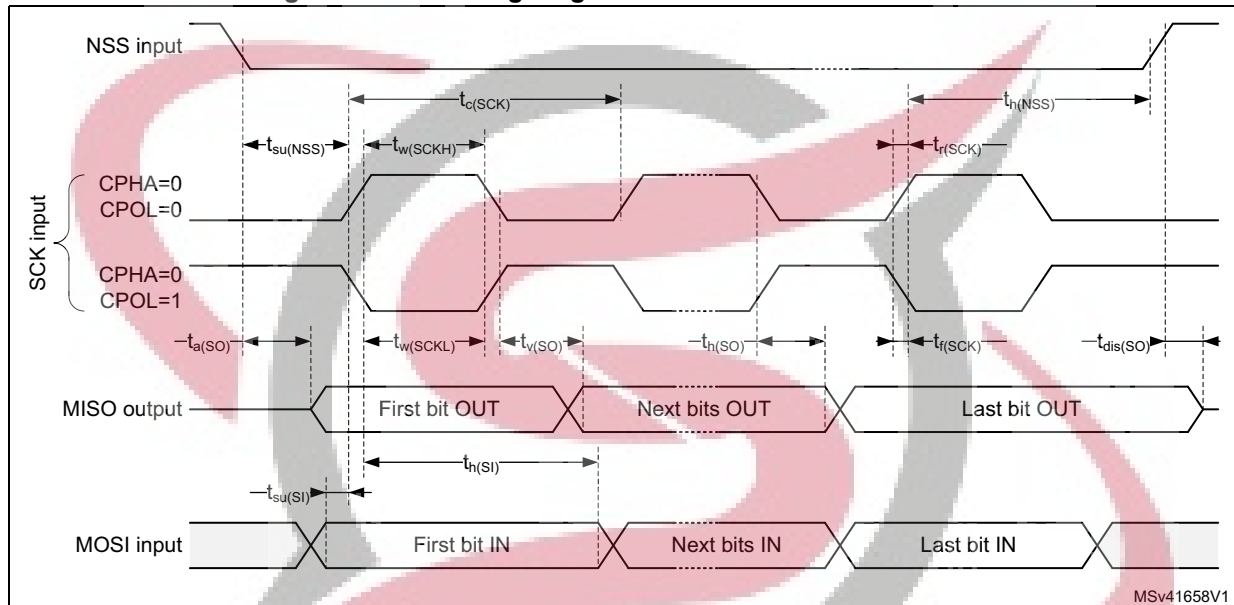 NSS input
tc(SCK)
th(NSS)
tsu(NSS)
tw(SCKH)
tr(SCK)
SCK input
CPHA=0
CPOL=0
CPHA=0
CPOL=1
ta(SO)
tw(SCKL)
tv(SO)
th(SO)
tf(SCK)
tdis(SO)
MISO output
First bit OUT
Next bits OUT
Last bit OUT
th(SI)
tsu(SI)
MOSI input
First bit IN
Next bits IN
Last bit IN
MSv41658V1